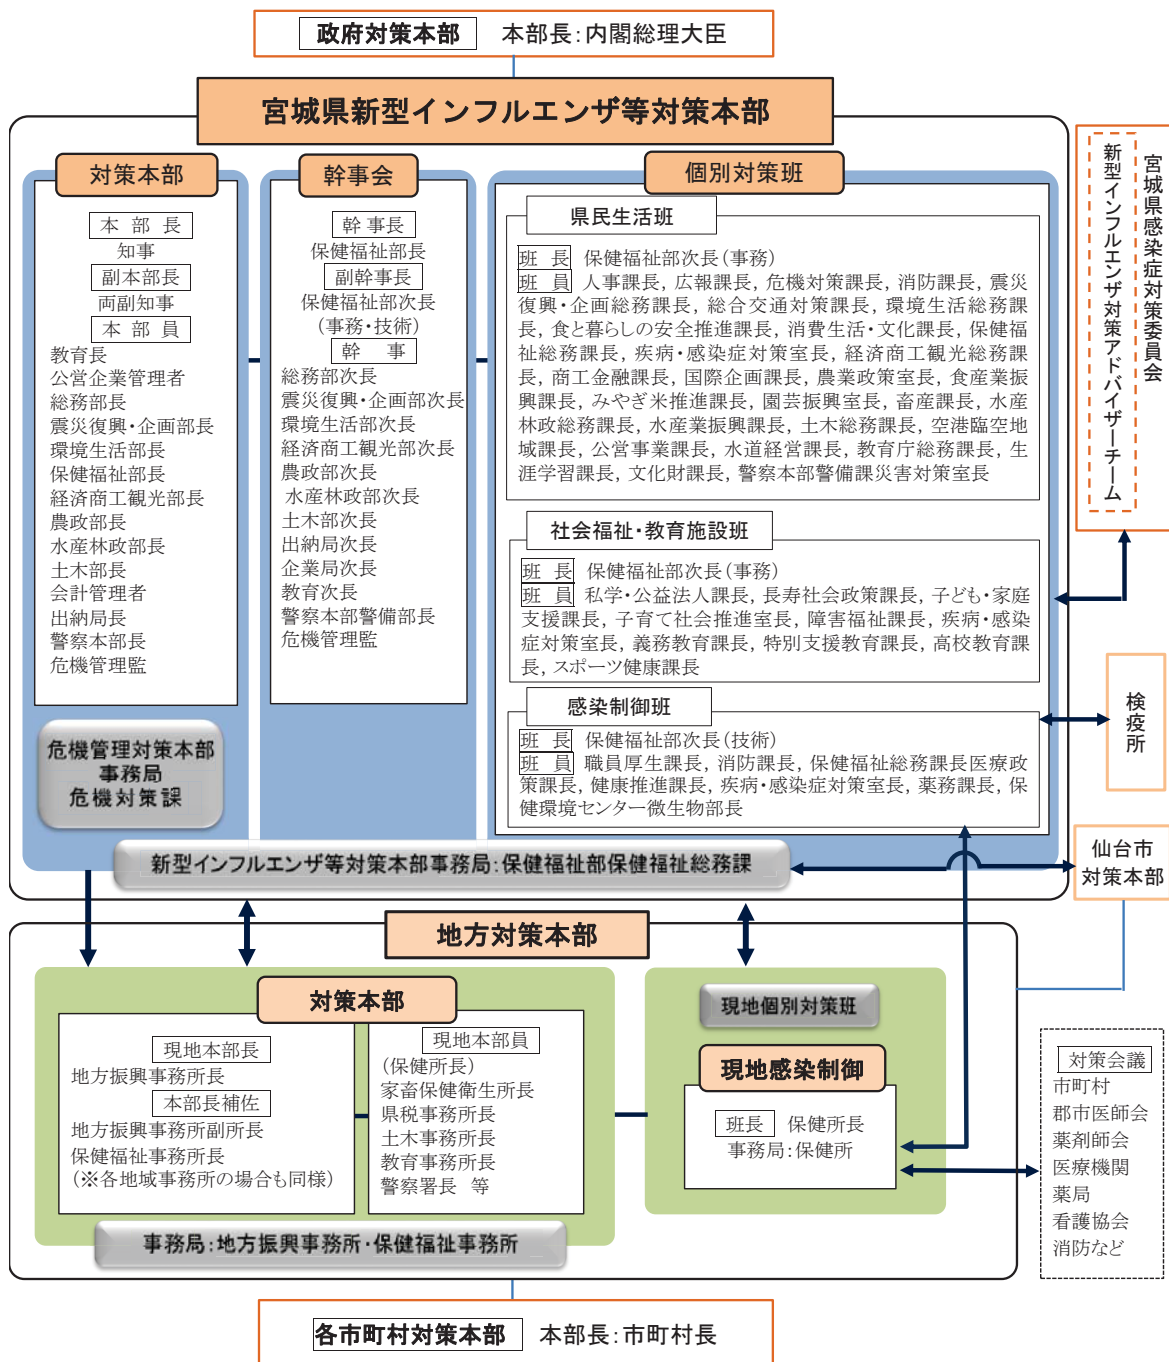 政府対策本部 本部長:内閣総理大臣
宮城県新型インフルエンザ等対策本部
対策本部
本部長
知事
副本部長
両副知事
本部員
教育長
公営企業管理者
総務部長
震災復興・企画部長
環境生活部長
保健福祉部長
経済商工観光部長
農政部長
水産林政部長
土木部長
会計管理者
出納局長
警察本部長
危機管理監
危機管理対策本部
事務局
危機対策課
幹事会
幹事長
保健福祉部長
副幹事長
保健福祉部次長
(事務・技術)
幹事
総務部次長
震災復興・企画部次長
環境生活部次長
経済商工観光部次長
農政部次長
水産林政部次長
土木部次長
出納局次長
企業局次長
教育次長
警察本部警備部長
危機管理監
個別対策班
県民生活班
班長 保健福祉部次長(事務)
班員 人事課長, 広報課長, 危機対策課長, 消防課長, 震災
復興・企画総務課長, 総合交通対策課長, 環境生活総務課
長, 食と暮らしの安全推進課長, 消費生活・文化課長, 保健福
祉総務課長, 疾病・感染症対策室長, 経済商工観光総務課
長, 商工金融課長, 国際企画課長, 農業政策室長, 食産業振
興課長, みやぎ米推進課長, 園芸振興室長, 畜産課長, 水産
林政総務課長, 水産業振興課長, 土木総務課長, 空港臨空地
域課長, 公営事業課長, 水道経営課長, 教育庁総務課長, 生
涯学習課長, 文化財課長, 警察本部警備課災害対策室長
社会福祉・教育施設班
班長 保健福祉部次長(事務)
班員 私学・公益法人課長, 長寿社会政策課長, 子ども・家庭
支援課長, 子育て社会推進室長, 障害福祉課長, 疾病・感染
症対策室長, 義務教育課長, 特別支援教育課長, 高校教育課
長, スポーツ健康課長
感染制御班
班長 保健福祉部次長(技術)
班員 職員厚生課長, 消防課長, 保健福祉総務課長医療政
策課長, 健康推進課長, 疾病・感染症対策室長, 薬務課長, 保
健環境センター微生物部長
新型インフルエンザ等対策本部事務局:保健福祉部保健福祉総務課
宮城県感染症対策委員会
新型インフルエンザ対策アドバイザーチーム
検疫所
仙台市
対策本部
地方対策本部
対策本部
現地本部長
地方振興事務所長
本部長補佐
地方振興事務所副所長
保健福祉事務所長
(※各地域事務所の場合も同様)
現地本部員
(保健所長)
家畜保健衛生所長
県税事務所長
土木事務所長
教育事務所長
警察署長 等
事務局:地方振興事務所・保健福祉事務所
現地個別対策班
現地感染制御
班長 保健所長
事務局:保健所
対策会議
市町村
郡市医師会
薬剤師会
医療機関
薬局
看護協会
消防など
各市町村対策本部 本部長:市町村長